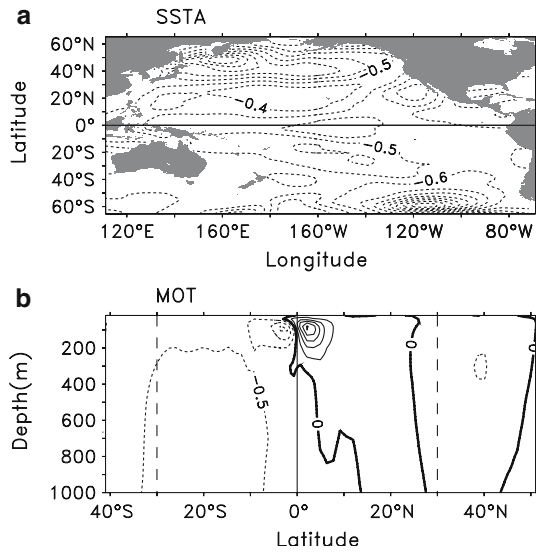 a SSTA
60°N
40°N
20°N
0°
20°S
40°S
60°S
Latitude
−0.5
−0.4
−0.5
−0.6
120°E 160°E 160°W 120°W 80°W
Longitude
b MOT
200
400
600
800
1000
Depth(m)
−0.5
0
0
0
40°S 20°S 0° 20°N 40°N
Latitude